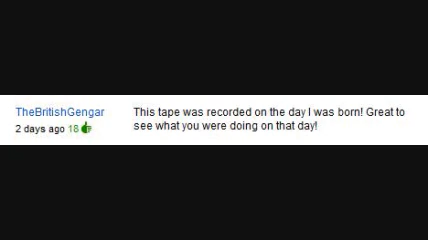 TheBritishGengar
2 days ago 18
This tape was recorded on the day I was born! Great to
see what you were doing on that day!